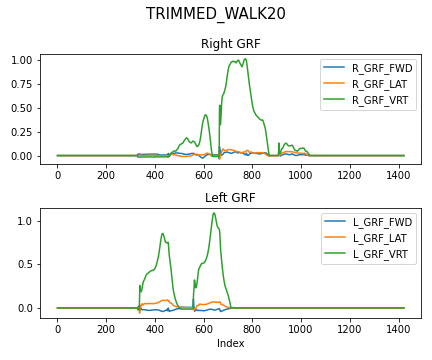 TRIMMED_WALK20
Right GRF
1.00
0.75
0.50
0.25
0.00
R_GRF_FWD
R_GRF_LAT
R_GRF_VRT
0 200 400 600 800 1000 1200 1400
Left GRF
1.0
0.5
0.0
L_GRF_FWD
L_GRF_LAT
L_GRF_VRT
0 200 400 600 800 1000 1200 1400
Index